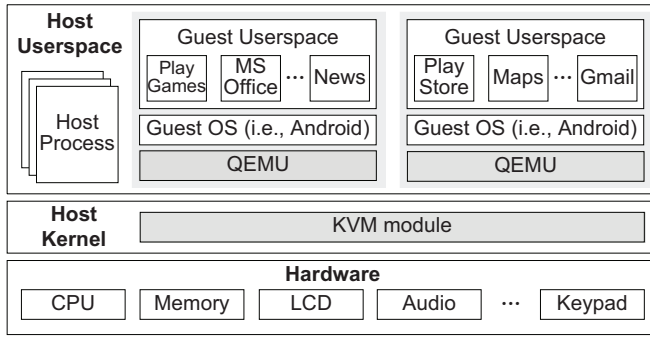 Host
Userspace
Host
Process
Guest Userspace
Play
Games
MS
Office
...
News
Guest OS (i.e., Android)
QEMU
Guest Userspace
Play
Store
Maps
...
Gmail
Guest OS (i.e., Android)
QEMU
Host
Kernel
KVM module
Hardware
CPU
Memory
LCD
Audio
...
Keypad